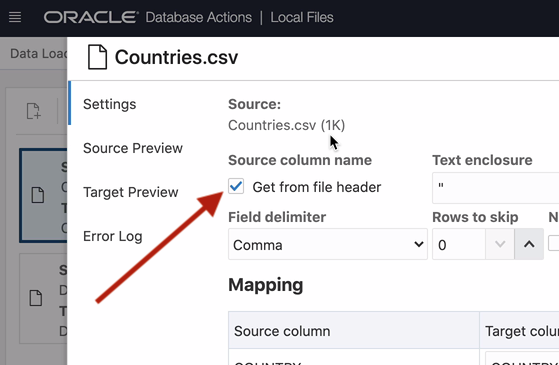 ORACLE Database Actions | Local Files
Data Loa
Countries.csv
Settings
Source Preview
Target Preview
Error Log
Source:
Countries.csv (1K)
Source column name
Text enclosure
Get from file header
"
Field delimiter
Rows to skip
N
Comma
0
Mapping
Source column
Target colu
COUNTRY
COUNTRY